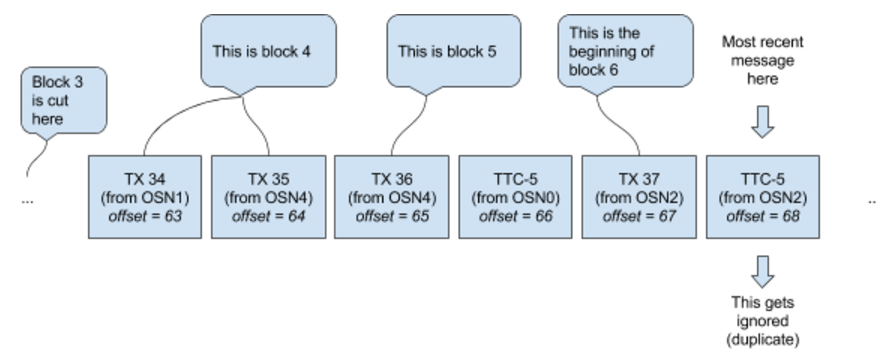 Block 3
is cut
here
This is block 4
This is block 5
This is the
beginning of
block 6
Most recent
message
here
...
TX 34
(from OSN1)
offset = 63
TX 35
(from OSN4)
offset = 64
TX 36
(from OSN4)
offset = 65
TTC-5
(from OSN0)
offset = 66
TX 37
(from OSN2)
offset = 67
TTC-5
(from OSN2)
offset = 68
..
This gets
ignored
(duplicate)